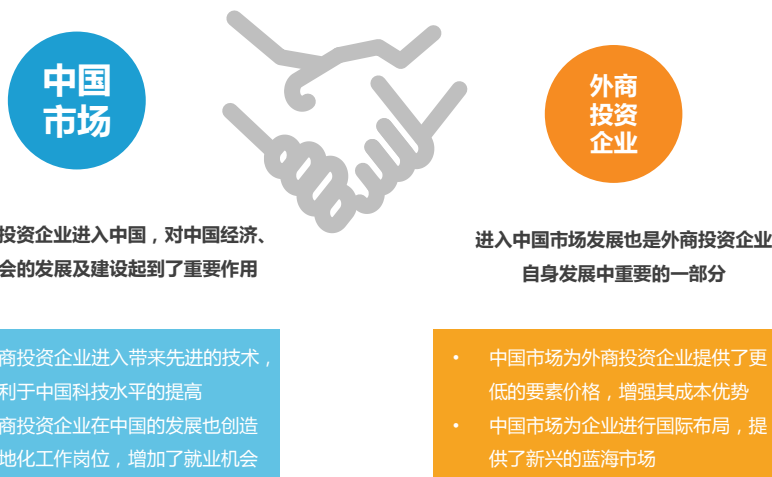 中国
市场
外商
投资
企业
投资企业进入中国，对中国经济、
会的发展及建设起到了重要作用
进入中国市场发展也是外商投资企业
自身发展中重要的一部分
商投资企业进入带来先进的技术，
利于中国科技水平的提高
商投资企业在中国的发展也创造
地化工作岗位，增加了就业机会
• 中国市场为外商投资企业提供了更
低的要素价格，增强其成本优势
• 中国市场为企业进行国际布局，提
供了新兴的蓝海市场